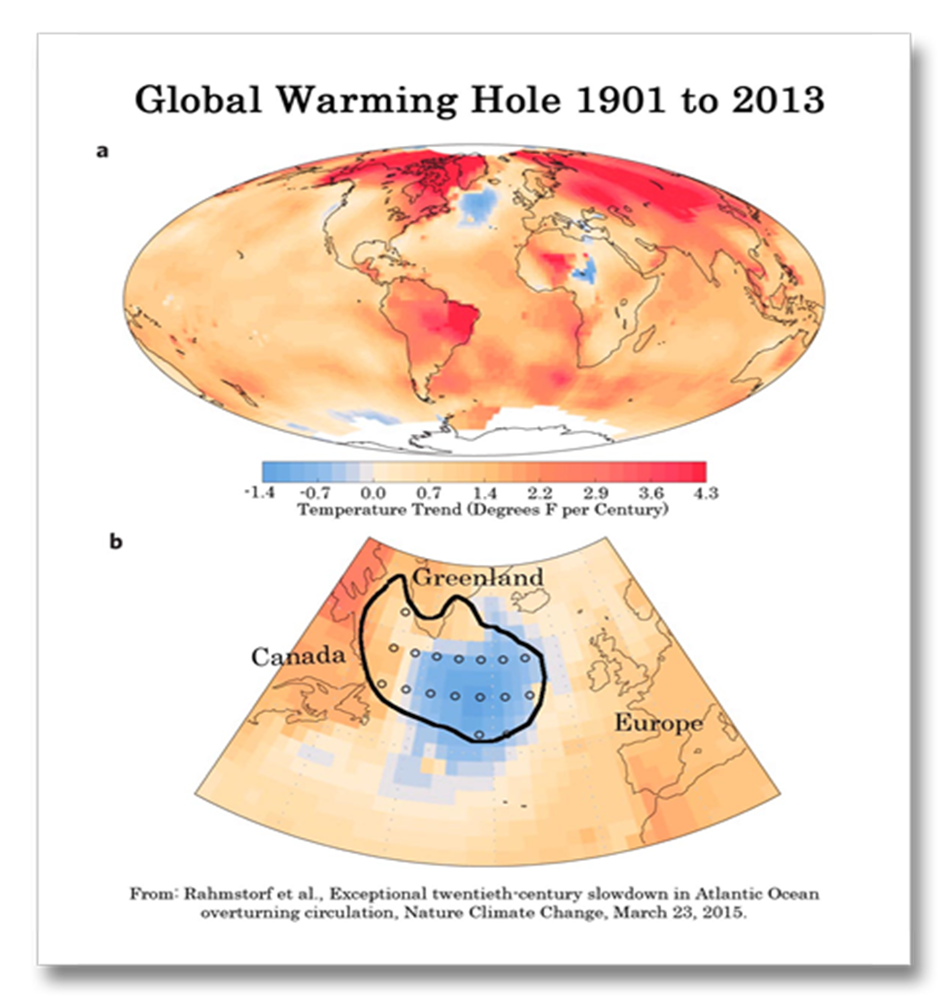 Global Warming Hole 1901 to 2013
a
-1.4 -0.7 0.0 0.7 1.4 2.2 2.9 3.6 4.3
Temperature Trend (Degrees F per Century)
b
Greenland
Canada
Europe
From: Rahmstorf et al., Exceptional twentieth-century slowdown in Atlantic Ocean
overturning circulation, Nature Climate Change, March 23, 2015.